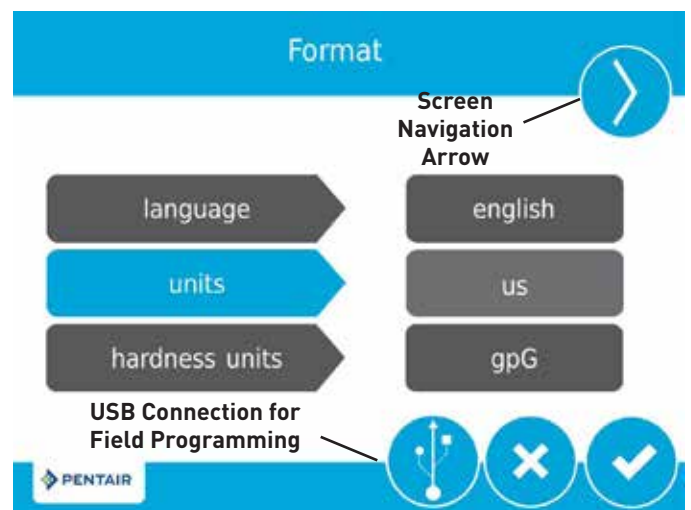 Format
Screen
Navigation
Arrow
language
english
units
us
hardness units
gpG
USB Connection for
Field Programming
PENTAIR